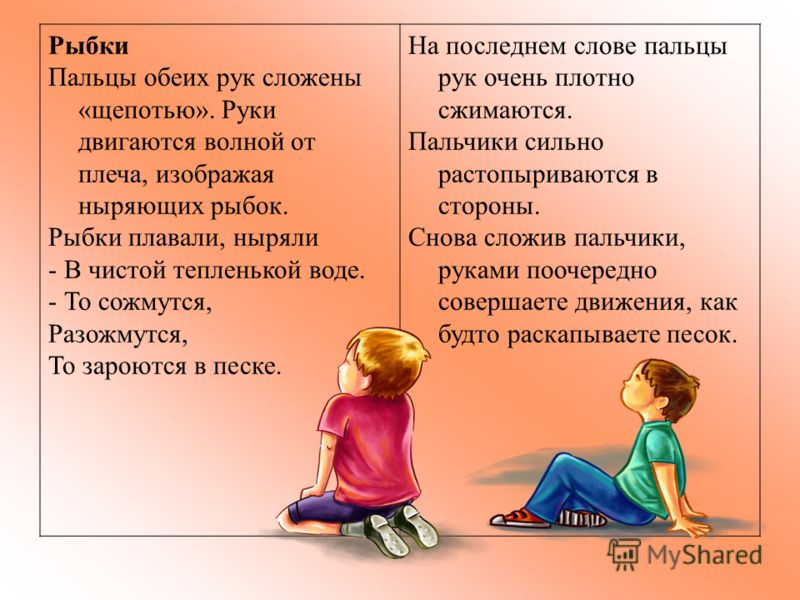 Рыбки
Пальцы обеих рук сложены
«щепотью». Руки
двигаются волной от
плеча, изображая
ныряющих рыбок.
Рыбки плавали, ныряли
- В чистой тепленькой воде.
- То сожмутся,
Разожмутся,
То зароются в песке.
На последнем слове пальцы
рук очень плотно
сжимаются.
Пальчики сильно
растопыриваются в
стороны.
Снова сложив пальчики,
руками поочередно
совершаете движения, как
будто раскапываете песок.
MyShared